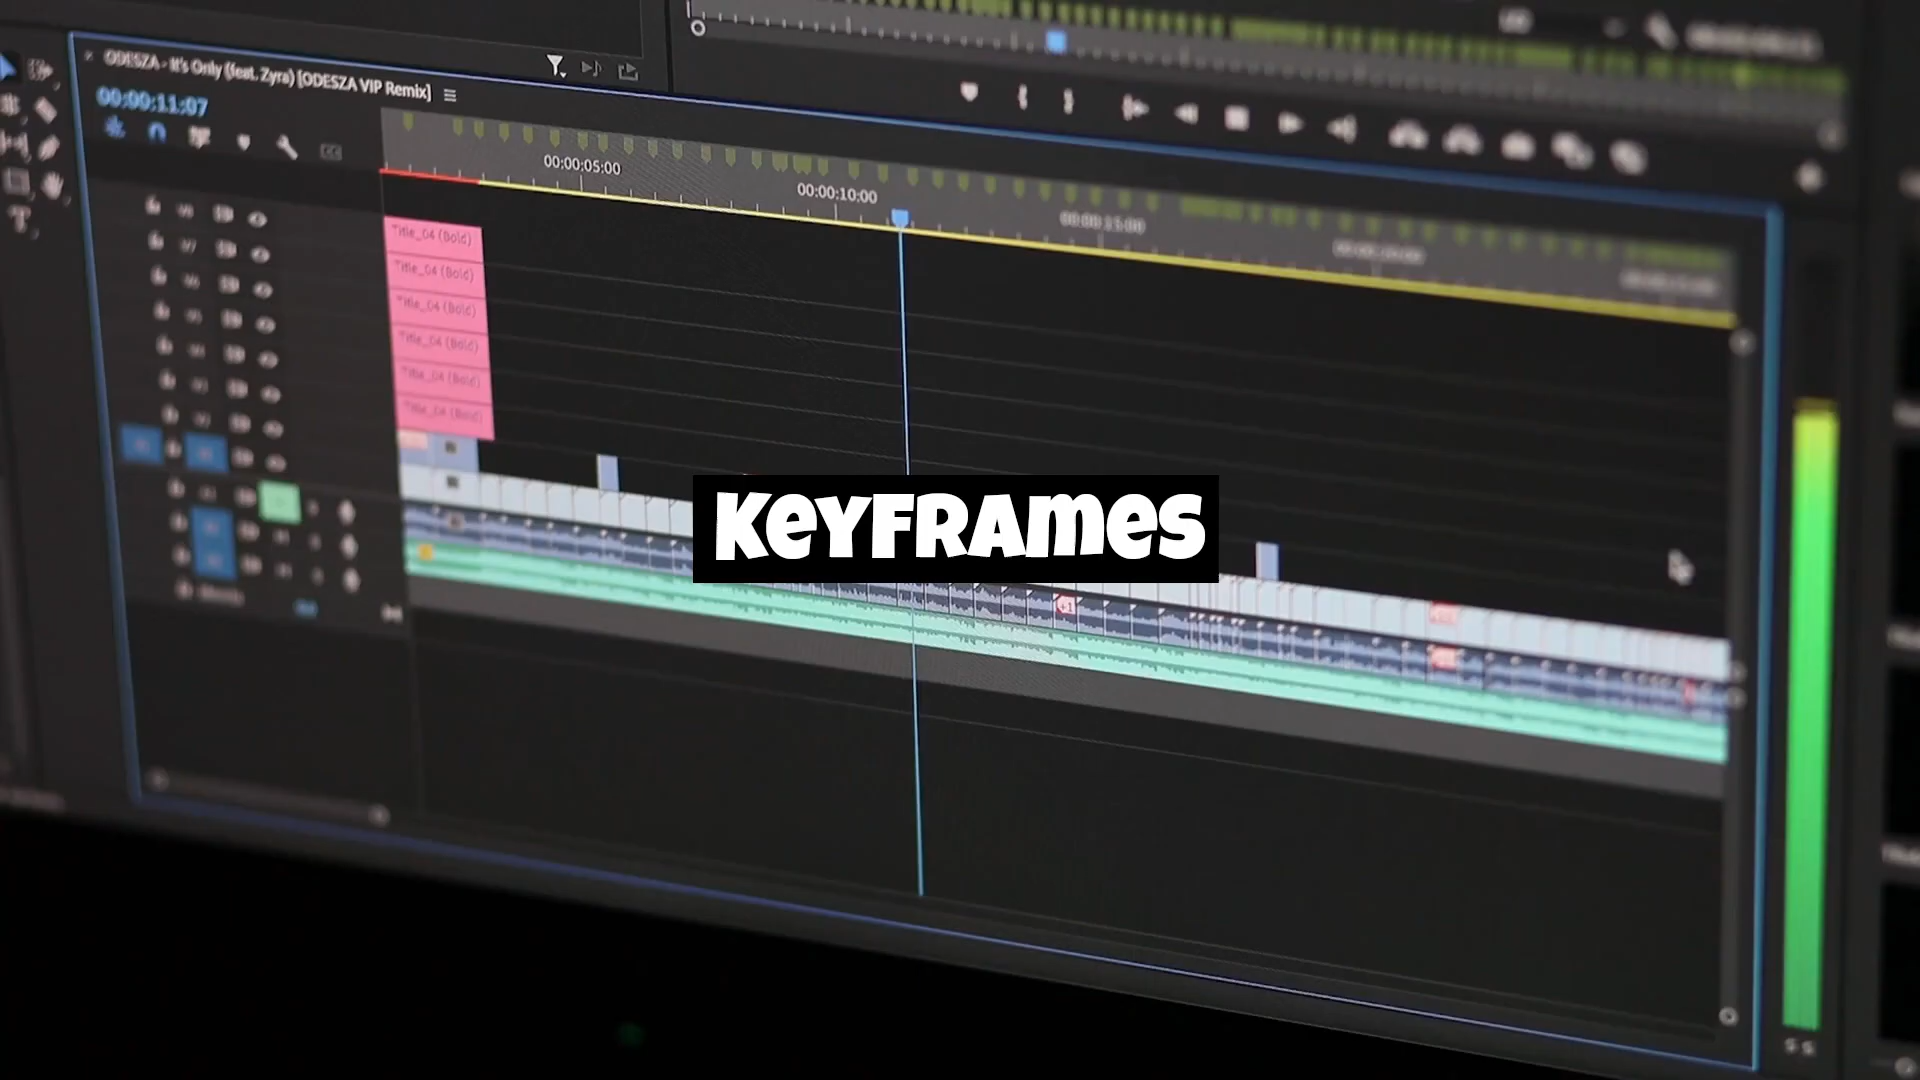 ODESZA - It's Only (feat. Zyra) [ODESZA VIP Remix]
00:00:11:07
00:00:05:00
00:00:10:00
00:00:15:00
Title_04 (Bold)
Title_04 (Bold)
Title_04 (Bold)
Title_04 (Bold)
Title_04 (Bold)
Title_04 (Bold)
KEYFRAMES
S S